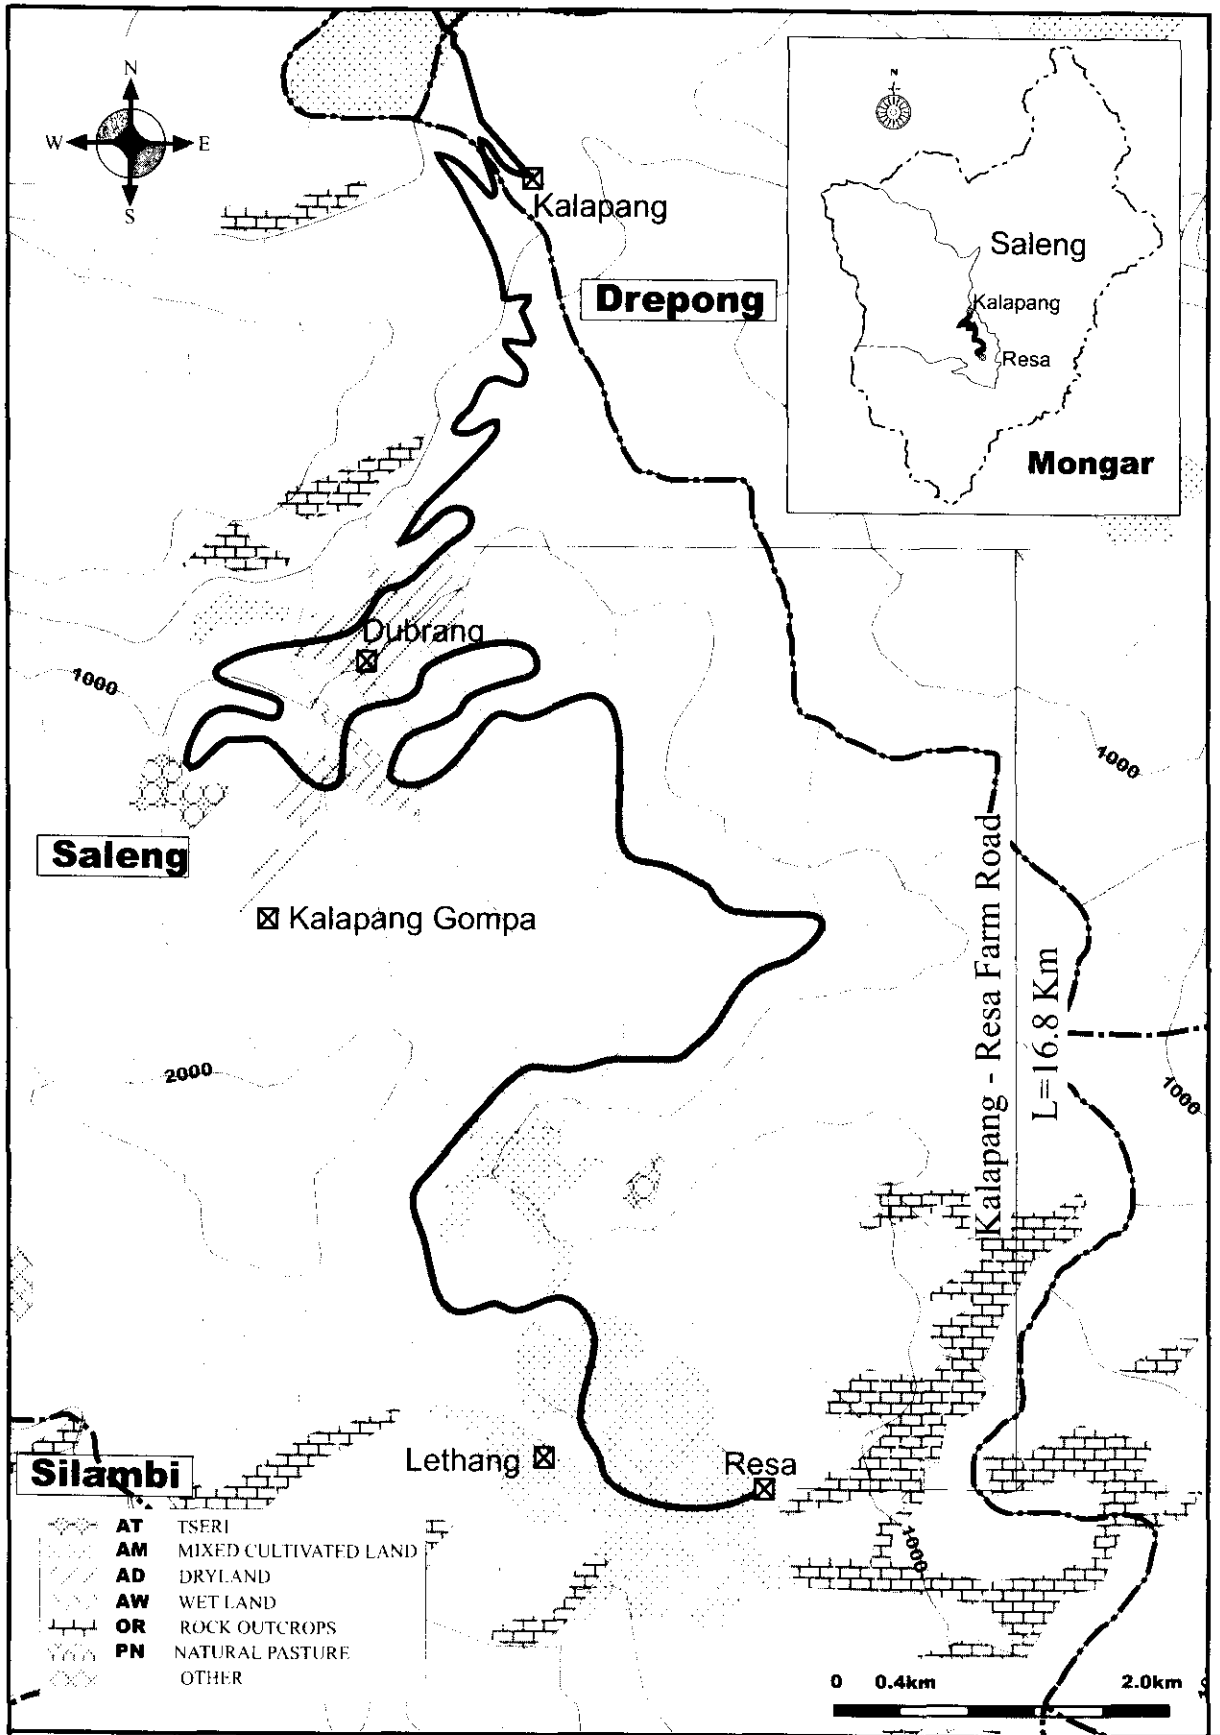 N
W E
S
N
Kalapang
Saleng
Kalapang
Resa
Mongar
Drepong
Dubrang
1000
1000
Saleng
Kalapang Gompa
Kalapang - Resa Farm Road
L=16.8 Km
2000
1000
Lethang
Resa
Silambi
1000
AT TSERI
AM MIXED CULTIVATED LAND
AD DRYLAND
AW WET LAND
OR ROCK OUTCROPS
PN NATURAL PASTURE
OTHER
0 0.4km 2.0km